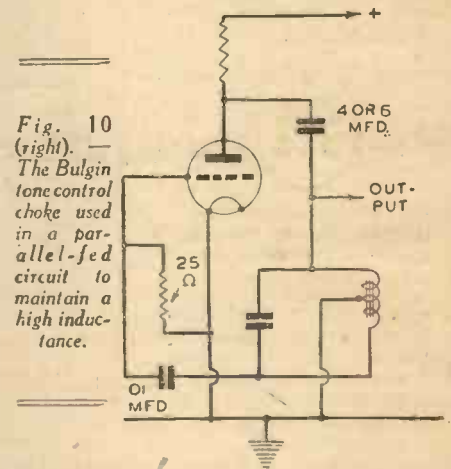 Fig. 10
(right). —
The Bulgin
tone control
choke used
in a par-
allel-fed
circuit to
maintain a
high induc-
tance.
+
4 OR 6
MFD.
OUT-
PUT
25
Ω
01
MFD